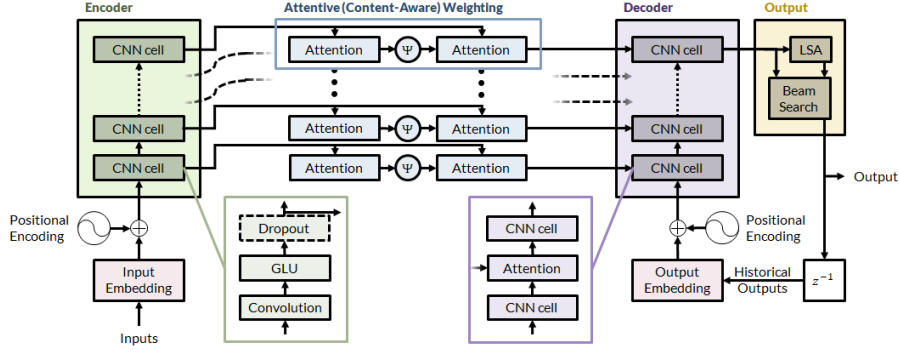 Encoder
Attentive (Content-Aware) Weighting
Decoder
Output
CNN cell
Attention
Ψ
Attention
CNN cell
LSA
Beam
Search
CNN cell
Attention
Ψ
Attention
CNN cell
CNN cell
Attention
Ψ
Attention
CNN cell
Output
Positional
Encoding
Dropout
GLU
Convolution
CNN cell
Attention
CNN cell
Positional
Encoding
Input
Embedding
Output
Embedding
Historical
Outputs
z⁻¹
Inputs